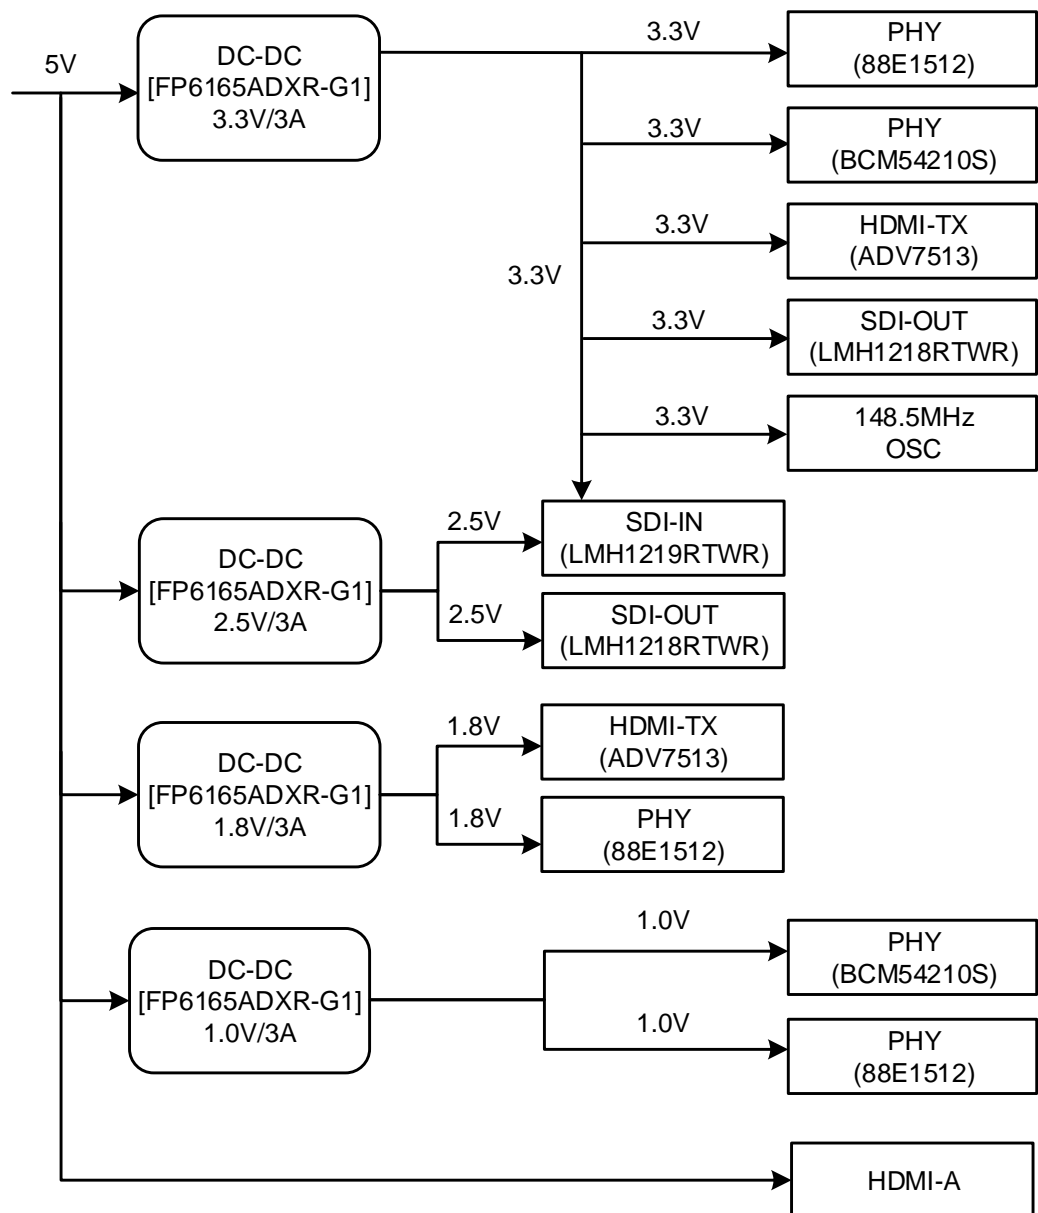 5V
DC-DC
[FP6165ADXR-G1]
3.3V/3A
3.3V
PHY
(88E1512)
3.3V
PHY
(BCM54210S)
3.3V
HDMI-TX
(ADV7513)
3.3V
3.3V
SDI-OUT
(LMH1218RTWR)
3.3V
148.5MHz
OSC
DC-DC
[FP6165ADXR-G1]
2.5V/3A
2.5V
SDI-IN
(LMH1219RTWR)
2.5V
SDI-OUT
(LMH1218RTWR)
DC-DC
[FP6165ADXR-G1]
1.8V/3A
1.8V
HDMI-TX
(ADV7513)
1.8V
PHY
(88E1512)
DC-DC
[FP6165ADXR-G1]
1.0V/3A
1.0V
PHY
(BCM54210S)
1.0V
PHY
(88E1512)
HDMI-A